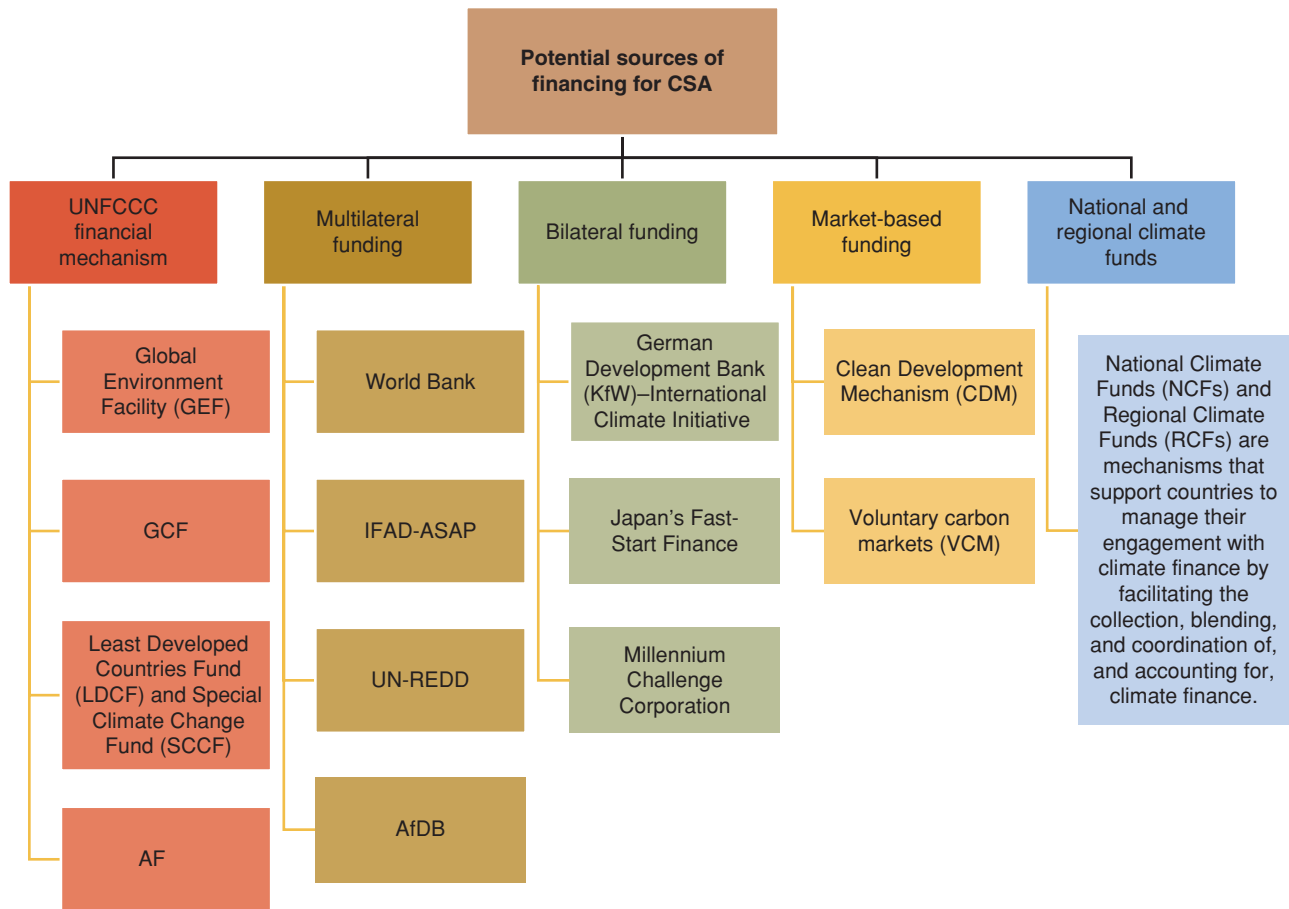 Potential sources of
financing for CSA
UNFCCC
financial
mechanism
Global
Environment
Facility (GEF)
GCF
Least Developed
Countries Fund
(LDCF) and Special
Climate Change
Fund (SCCF)
AF
Multilateral
funding
World Bank
IFAD-ASAP
UN-REDD
AfDB
Bilateral funding
German
Development Bank
(KfW)–International
Climate Initiative
Japan’s Fast-
Start Finance
Millennium
Challenge
Corporation
Market-based
funding
Clean Development
Mechanism (CDM)
Voluntary carbon
markets (VCM)
National and
regional climate
funds
National Climate
Funds (NCFs) and
Regional Climate
Funds (RCFs) are
mechanisms that
support countries to
manage their
engagement with
climate finance by
facilitating the
collection, blending,
and coordination of,
and accounting for,
climate finance.